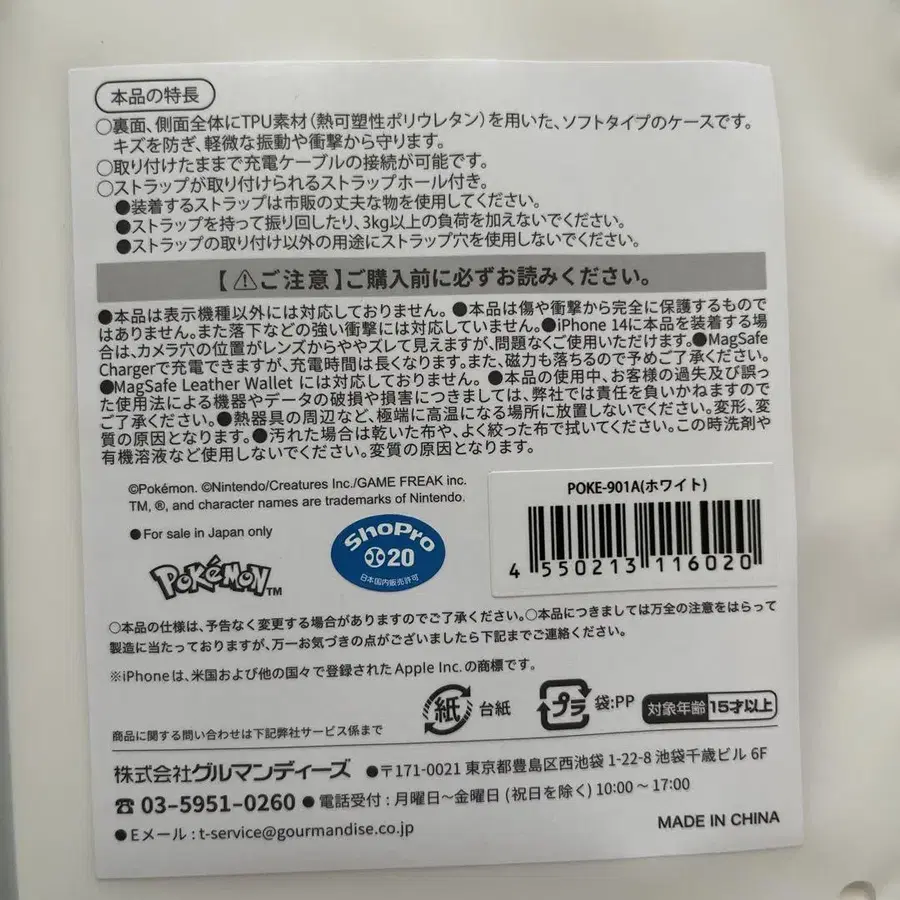 本品の特長
○裏面、側面全体にTPU素材(熱可塑性ポリウレタン)を用いた、ソフトタイプのケースです。
キズを防ぎ、軽微な振動や衝撃から守ります。
○取り付けたままで充電ケーブルの接続が可能です。
○ストラップが取り付けられるストラップホール付き。
●装着するストラップは市販の丈夫な物を使用してください。
●ストラップを持って振り回したり、3kg以上の負荷を加えないでください。
●ストラップの取り付け以外の用途にストラップ穴を使用しないでください。
【⚠ご注意】ご購入前に必ずお読みください。
●本品は表示機種以外には対応しておりません。●本品は傷や衝撃から完全に保護するもので
はありません。また落下などの強い衝撃には対応していません。●iPhone 14に本品を装着する場
合は、カメラ穴の位置がレンズからややズレて見えますが、問題なくご使用いただけます。●MagSafe
Chargerで充電できますが、充電時間は長くなります。また、磁力も落ちるので予めご了承ください。
●MagSafe Leather Wallet には対応しておりません。●本品の使用中、お客様の過失及び誤っ
た使用法による機器やデータの破損や損害につきましては、弊社では責任を負いかねますので
ご了承ください。●熱器具の周辺など、極端に高温になる場所に放置しないでください。変形、変
質の原因となります。●汚れた場合は乾いた布や、よく絞った布で拭いてください。この時洗剤や
有機溶液など使用しないでください。変質の原因となります。
©Pokémon. ©Nintendo/Creatures Inc./GAME FREAK inc.
TM, ®, and character names are trademarks of Nintendo.
●For sale in Japan only
POKÉMON™
ShoPro
20
日本国内販売許可
POKE-901A(ホワイト)
4 550213 116020
○本品の仕様は、予告なく変更する場合がありますのでご了承ください。○本品につきましては万全の注意をはらって
製造に当たっておりますが、万一お気づきの点がございましたら下記までご連絡ください。
※iPhoneは、米国および他の国々で登録された Apple Inc. の商標です。
紙 台紙
プラ 袋:PP
対象年齢 15才以上
商品に関する問い合わせは下記弊社サービス係まで
株式会社グルマンディーズ ●〒171-0021 東京都豊島区西池袋 1-22-8 池袋千歳ビル 6F
☎ 03-5951-0260 ●電話受付:月曜日〜金曜日 (祝日を除く) 10:00〜17:00
●Eメール:t-service@gourmandise.co.jp
MADE IN CHINA